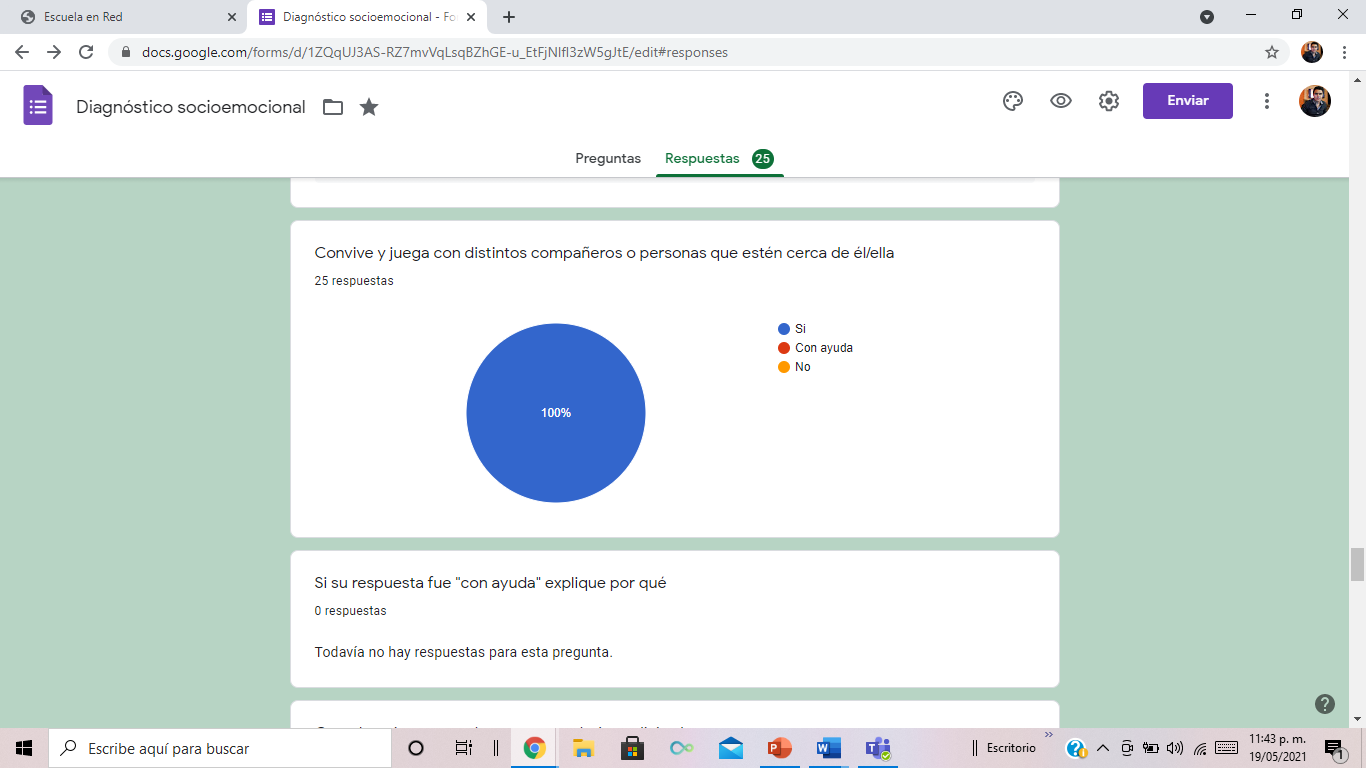 Escuela en Red
Diagnóstico socioemocional - Fo
docs.google.com/forms/d/1ZQqUJ3AS-RZ7mvVqLsqBZhGE-u_EtFjNIfl3zW5gJtE/edit#responses
Diagnóstico socioemocional
Enviar
Preguntas Respuestas 25
Convive y juega con distintos compañeros o personas que estén cerca de él/ella
25 respuestas
Si
Con ayuda
No
100%
Si su respuesta fue "con ayuda" explique por qué
0 respuestas
Todavía no hay respuestas para esta pregunta.
Escribe aquí para buscar
Escritorio
11:43 p. m.
19/05/2021
1